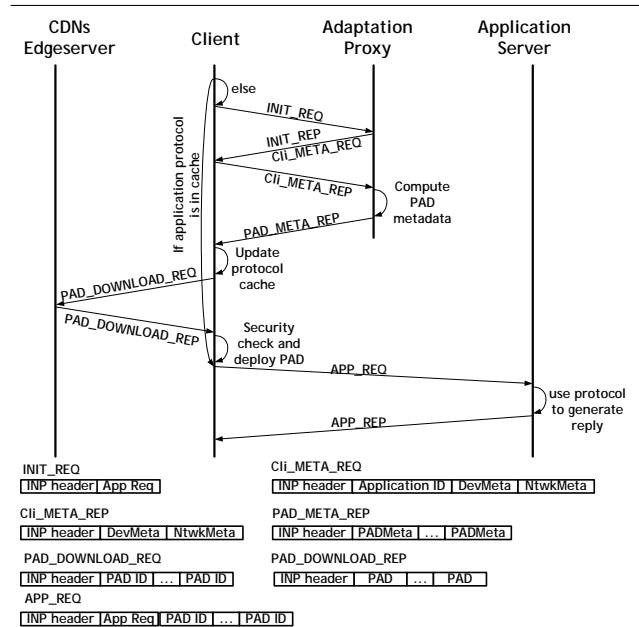 CDNs
Edgeserver
Client
Adaptation
Proxy
Application
Server
else
INIT_REQ
INIT_REP
Cli_META_REQ
Cli_META_REP
Compute
PAD
metadata
PAD_META_REP
If application protocol
is in cache
Update
protocol
cache
PAD_DOWNLOAD_REQ
PAD_DOWNLOAD_REP
Security
check and
deploy PAD
APP_REQ
use protocol
to generate
reply
APP_REP
INIT_REQ
INP header App Req
Cli_META_REQ
INP header Application ID DevMeta NtwkMeta
Cli_META_REP
INP header DevMeta NtwkMeta
PAD_META_REP
INP header PADMeta ... PADMeta
PAD_DOWNLOAD_REQ
INP header PAD ID ... PAD ID
PAD_DOWNLOAD_REP
INP header PAD ... PAD
APP_REQ
INP header App Req PAD ID ... PAD ID